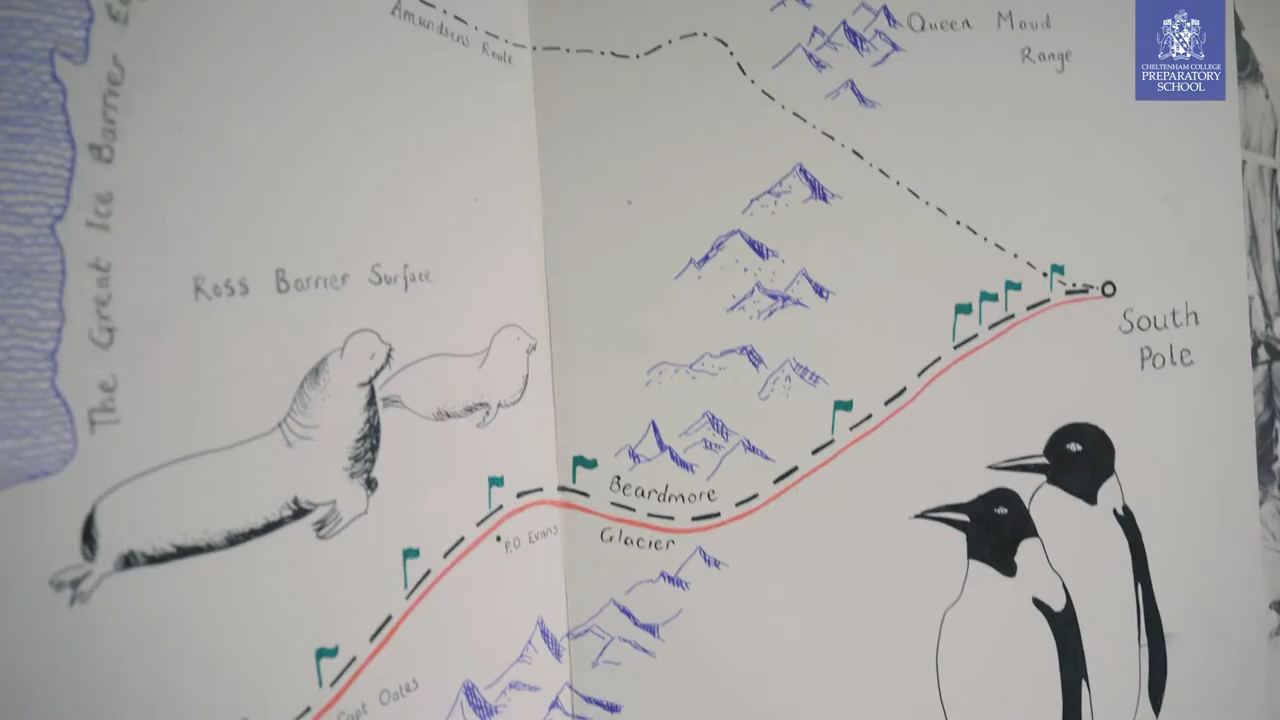 Amundsens Route
Queen Maud
Range
CHELTENHAM COLLEGE
PREPARATORY
SCHOOL
The Great Ice Barrier
Ross Barrier Surface
South
Pole
Beardmore
Glacier
P.O Evans
Capt Oates